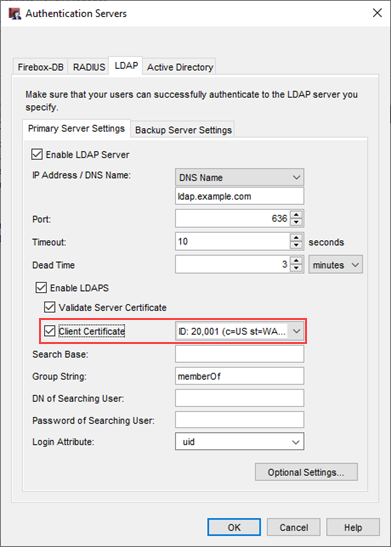 Authentication Servers
Firebox-DB RADIUS LDAP Active Directory
Make sure that your users can successfully authenticate to the LDAP server you
specify.
Primary Server Settings Backup Server Settings
Enable LDAP Server
IP Address / DNS Name: DNS Name
ldap.example.com
Port: 636
Timeout: 10 seconds
Dead Time 3 minutes
Enable LDAPS
Validate Server Certificate
Client Certificate ID: 20,001 (c=US st=WA...
Search Base:
Group String: memberOf
DN of Searching User:
Password of Searching User:
Login Attribute: uid
Optional Settings...
OK Cancel Help